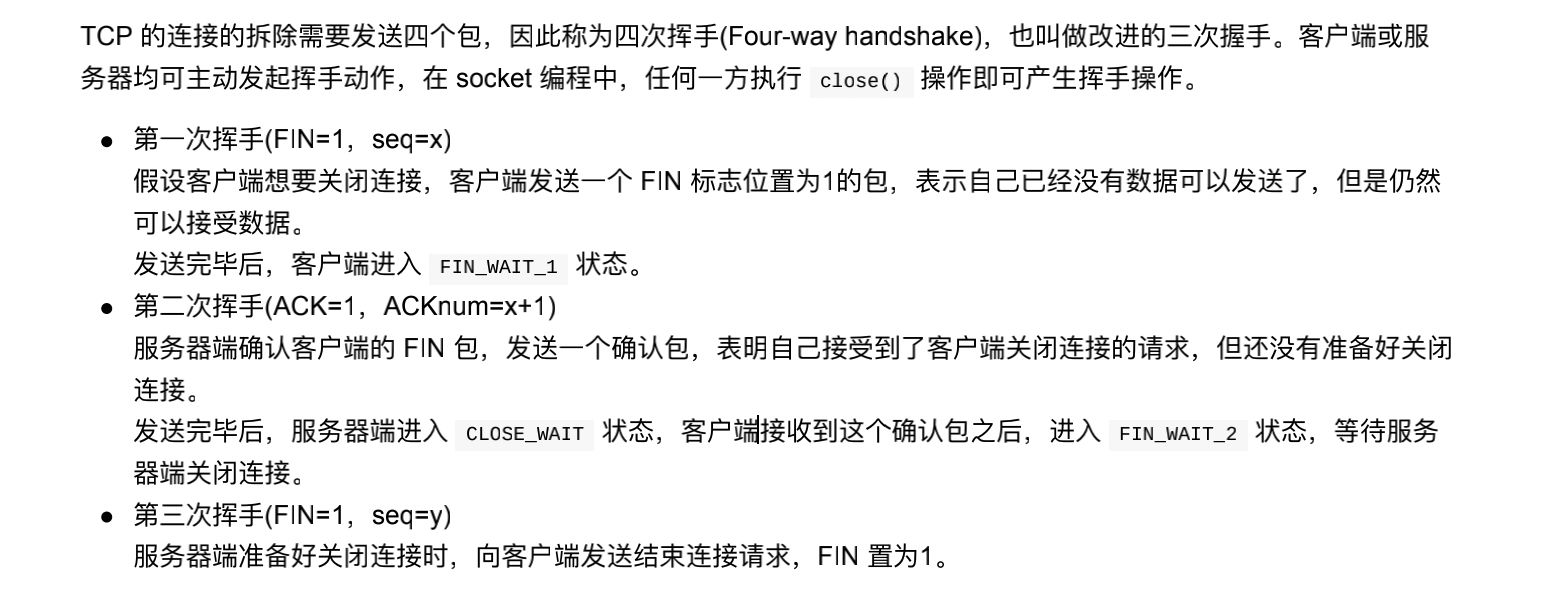 TCP 的连接的拆除需要发送四个包，因此称为四次挥手(Four-way handshake)，也叫做改进的三次握手。客户端或服
务器均可主动发起挥手动作，在 socket 编程中，任何一方执行 close() 操作即可产生挥手操作。
● 第一次挥手(FIN=1，seq=x)
假设客户端想要关闭连接，客户端发送一个 FIN 标志位置为1的包，表示自己已经没有数据可以发送了，但是仍然
可以接受数据。
发送完毕后，客户端进入 FIN_WAIT_1 状态。
● 第二次挥手(ACK=1，ACKnum=x+1)
服务器端确认客户端的 FIN 包，发送一个确认包，表明自己接受到了客户端关闭连接的请求，但还没有准备好关闭
连接。
发送完毕后，服务器端进入 CLOSE_WAIT 状态，客户端接收到这个确认包之后，进入 FIN_WAIT_2 状态，等待服务
器端关闭连接。
● 第三次挥手(FIN=1，seq=y)
服务器端准备好关闭连接时，向客户端发送结束连接请求，FIN 置为1。